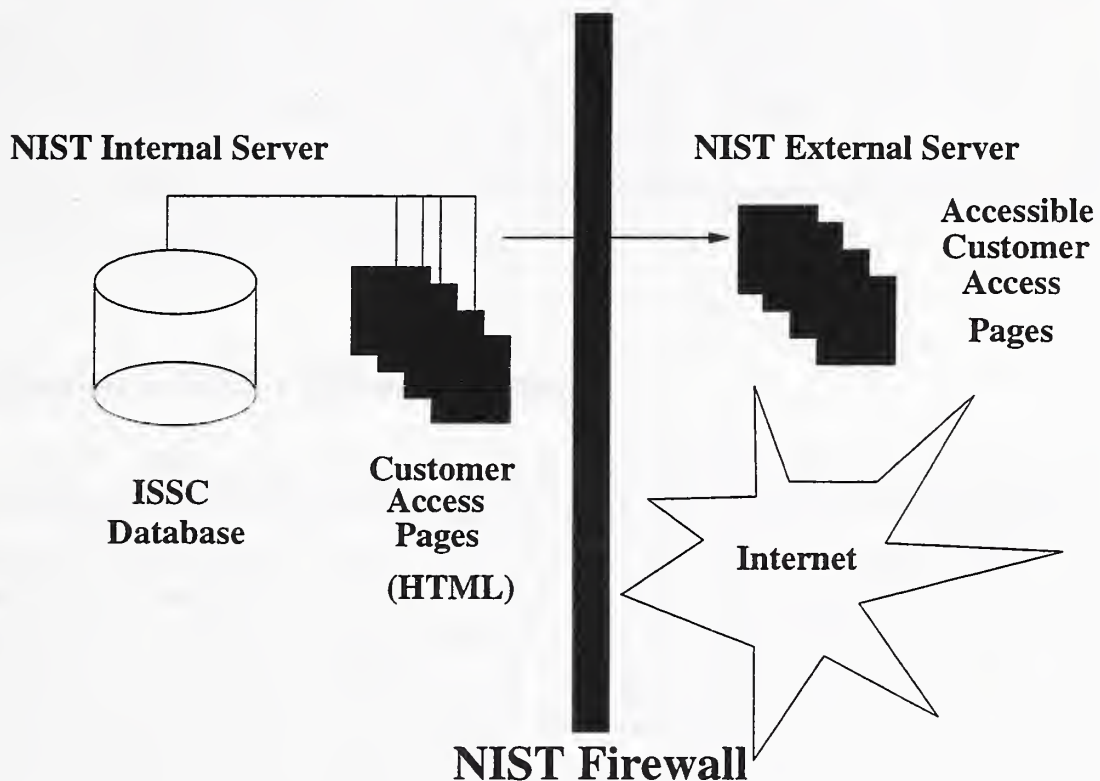 NIST Internal Server
ISSC
Database
Customer
Access
Pages
(HTML)
NIST External Server
Accessible
Customer
Access
Pages
Internet
NIST Firewall